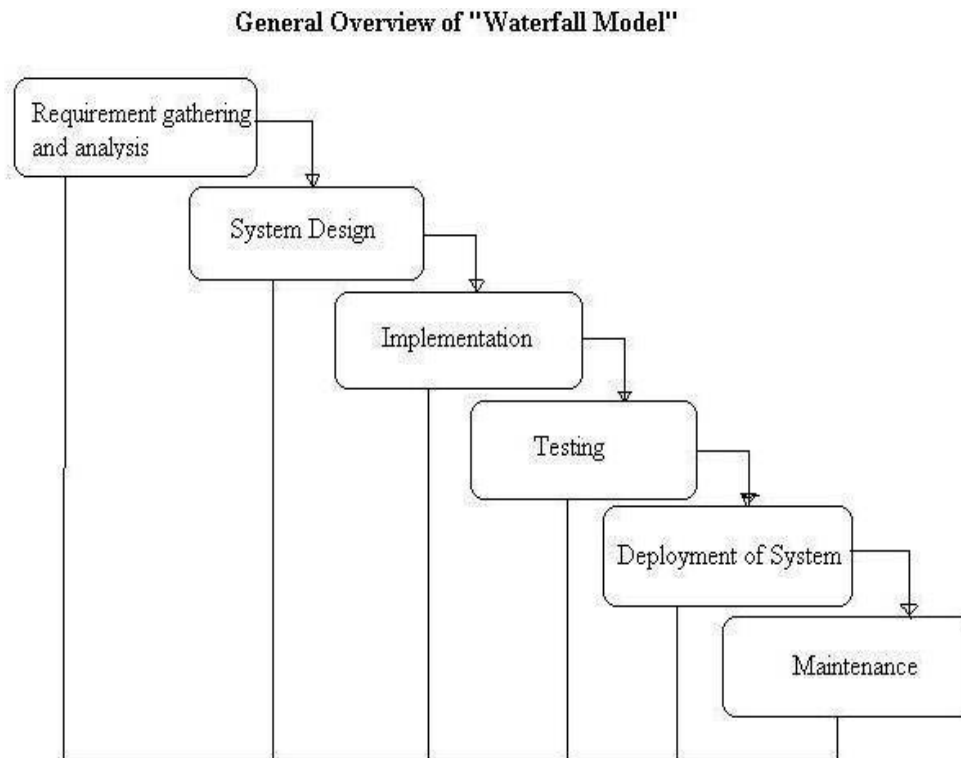 General Overview of "Waterfall Model"
Requirement gathering
and analysis
System Design
Implementation
Testing
Deployment of System
Maintenance